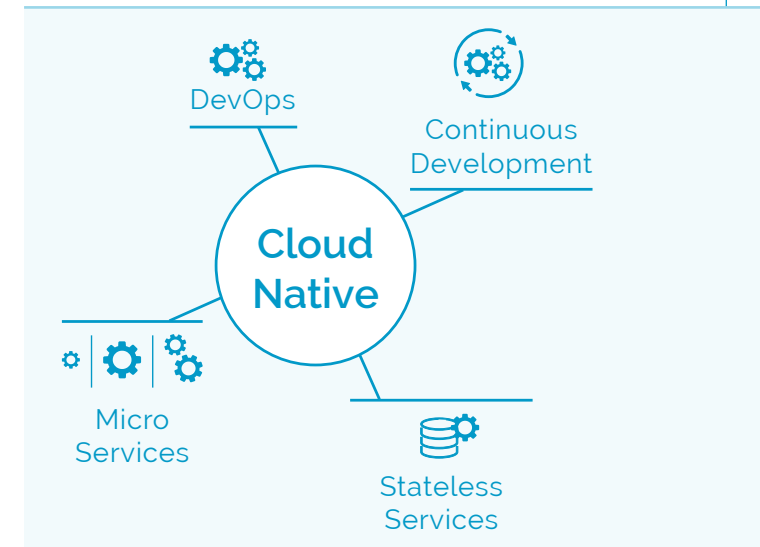 DevOps
Continuous
Development
Cloud
Native
Micro
Services
Stateless
Services